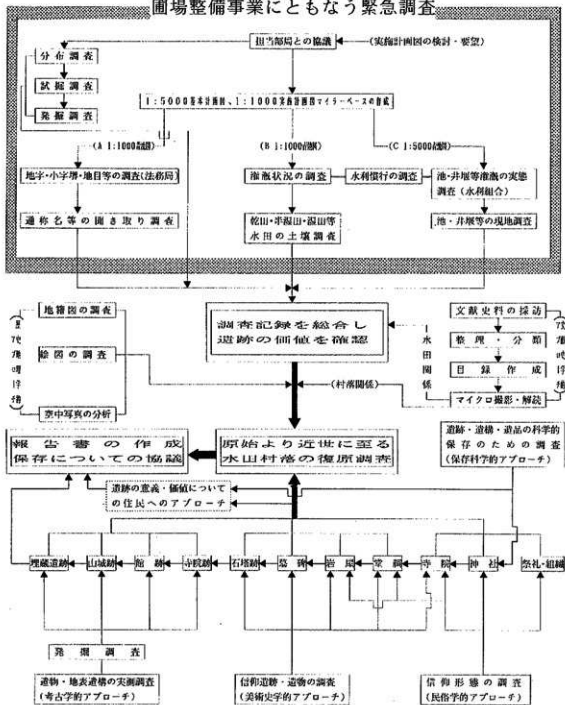 圃場整備事業にともなう緊急調査
担当部局との協議
(実施計画図の検討・要望)
分布調査
試掘調査
発掘調査
1:5000基本計画図、1:1000実施計画図マイラーベースの作成
地字・小字界・地目等の調査(法務局)
通称名等の聞き取り調査
灌漑状況の調査
水利慣行の調査
乾田・半湿田・湿田等
水田の土壌調査
池・井堰等灌漑の実態
調査(水利組合)
池・井堰等の現地調査
地籍図の調査
絵図の調査
空中写真の分析
調査記録を総合し
遺跡の価値を確認
水田関係
文献史料の採訪
整理・分類
目録作成
マイクロ撮影・解読
(村落関係)
報告書の作成
保存についての協議
原始より近世に至る
水田村落の復原調査
遺跡・遺構・遺品の科学的
保存のための調査
(保存科学的アプローチ)
遺跡の意義・価値について
の住民へのアプローチ
埋蔵遺跡
山城跡
館跡
寺院跡
石塔跡
墓碑
岩屋
堂祠
寺院
神社
祭礼・組織
発掘調査
遺物・地表遺構の実測調査
(考古学的アプローチ)
信仰遺跡・遺物の調査
(美術史学的アプローチ)
信仰形態の調査
(民俗学的アプローチ)